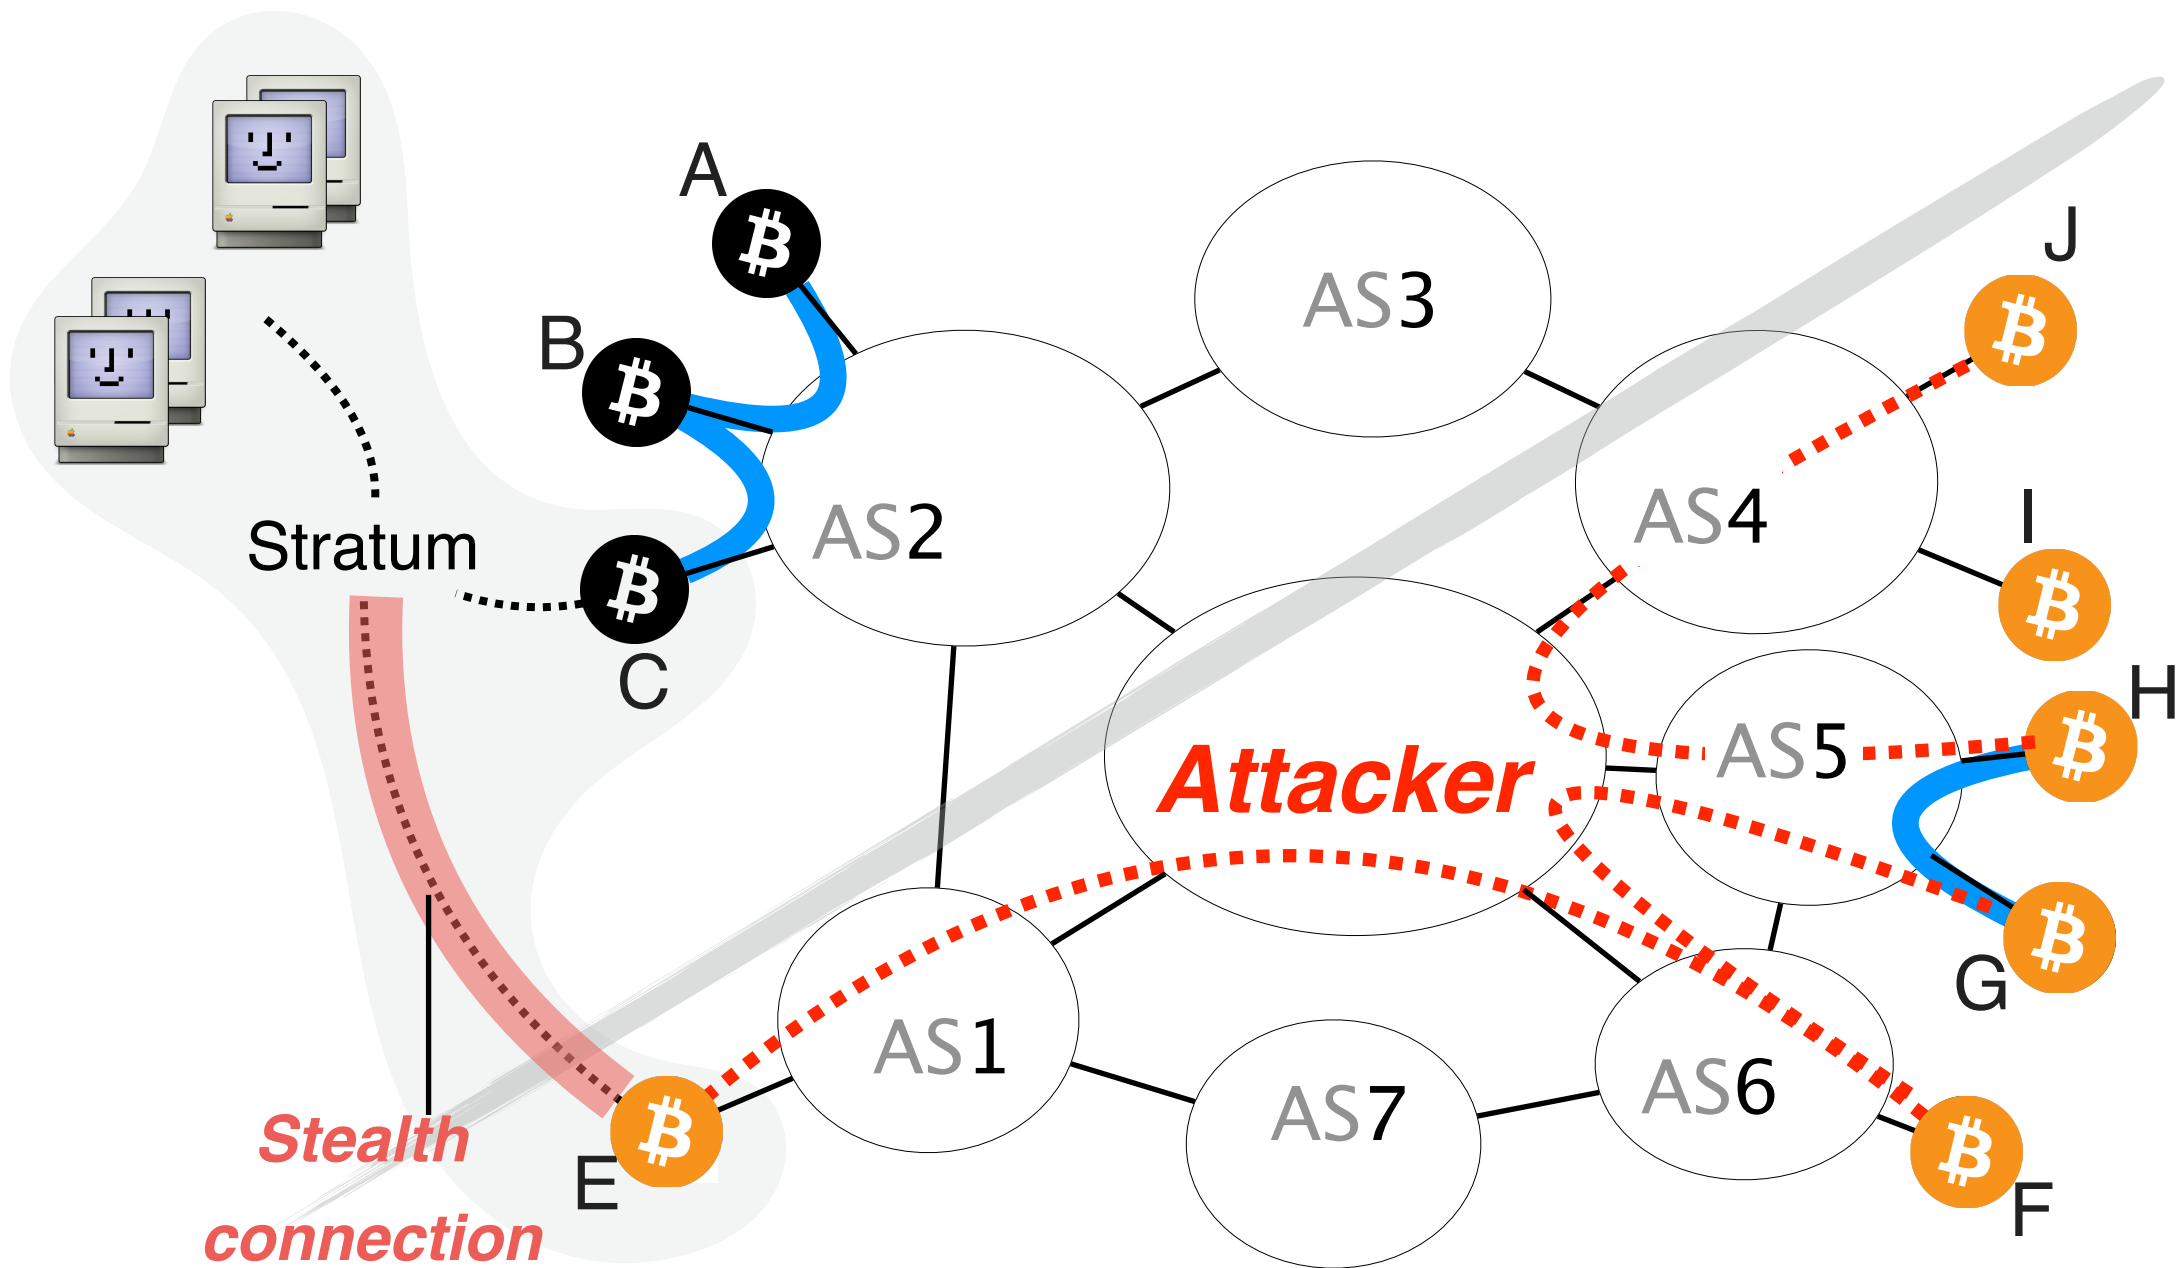 A
J
AS3
B
I
AS4
AS2
Stratum
C
H
AS5
Attacker
G
AS1
AS6
AS7
Stealth
connection
E
F